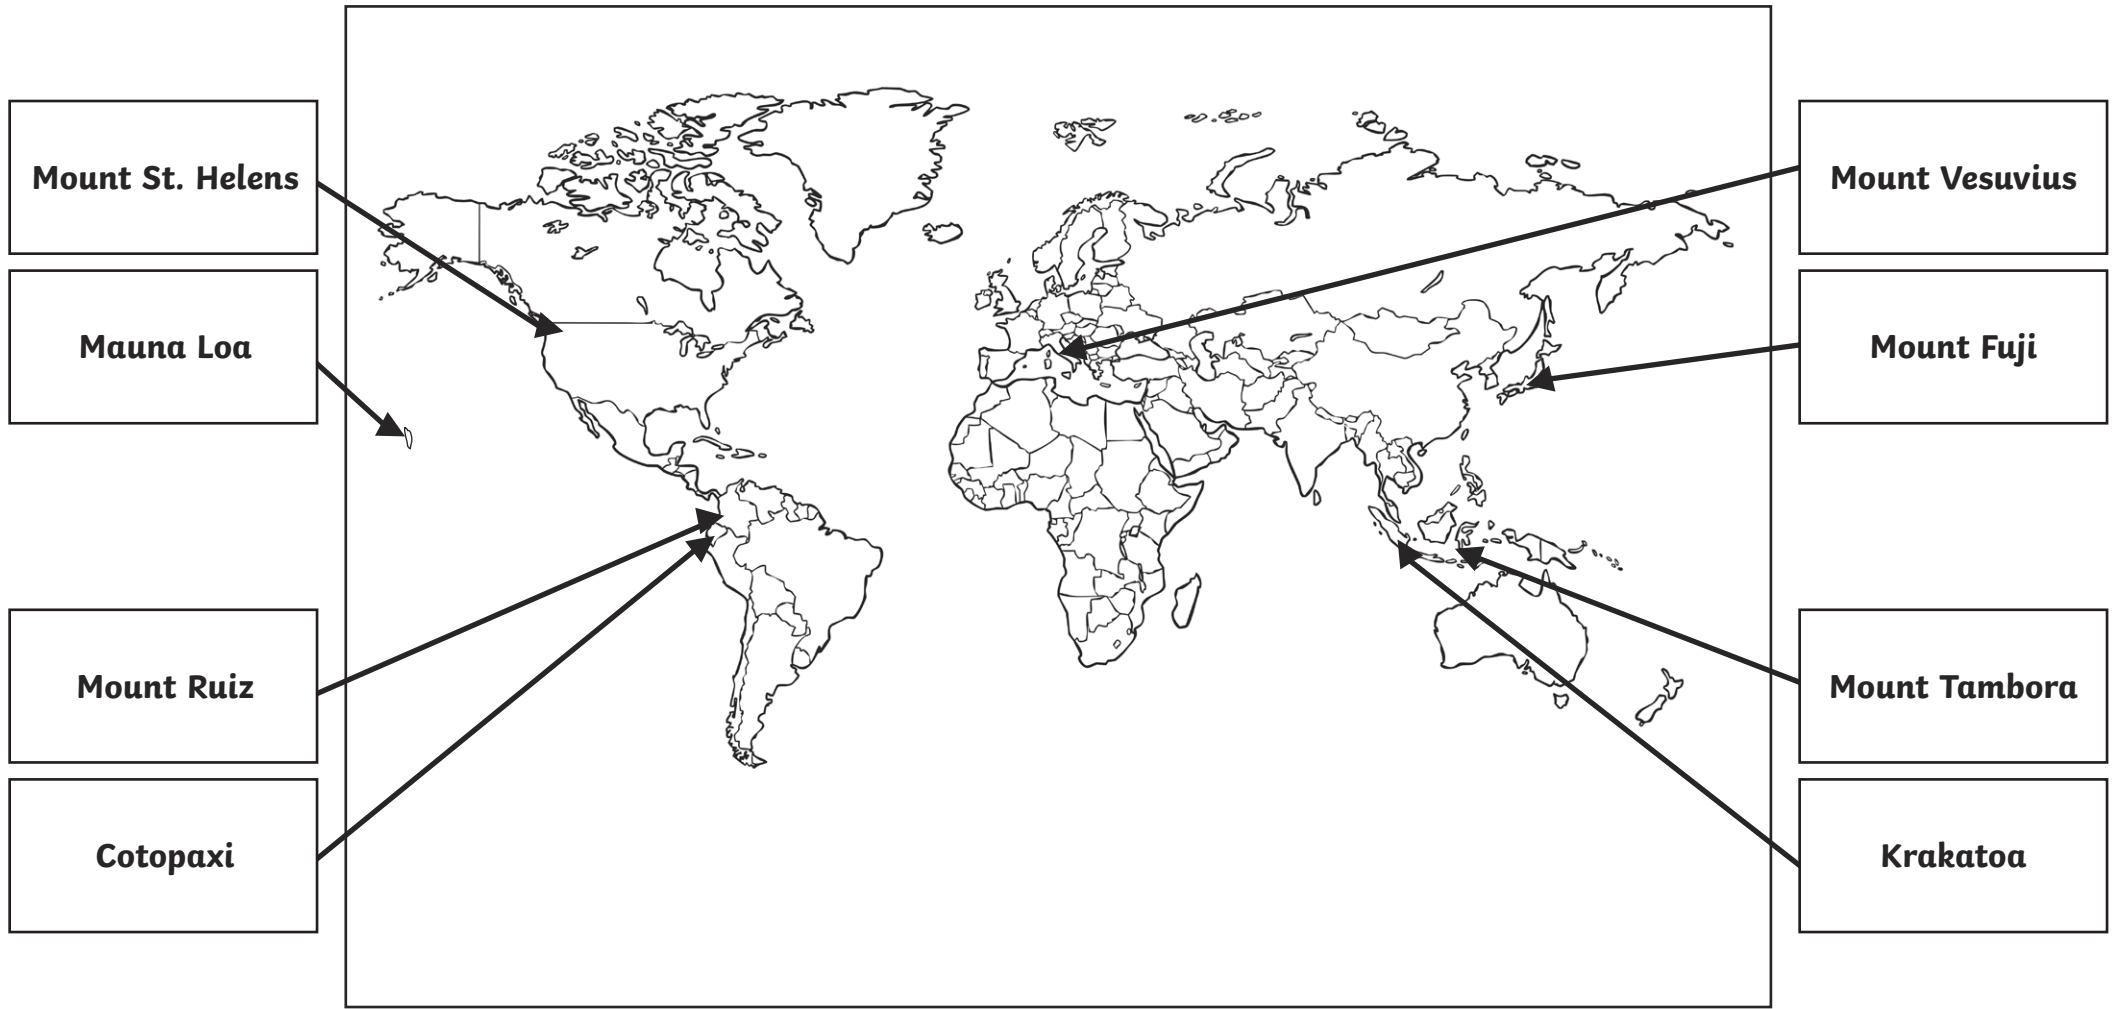 Mount St. Helens
Mauna Loa
Mount Ruiz
Cotopaxi
Mount Vesuvius
Mount Fuji
Mount Tambora
Krakatoa